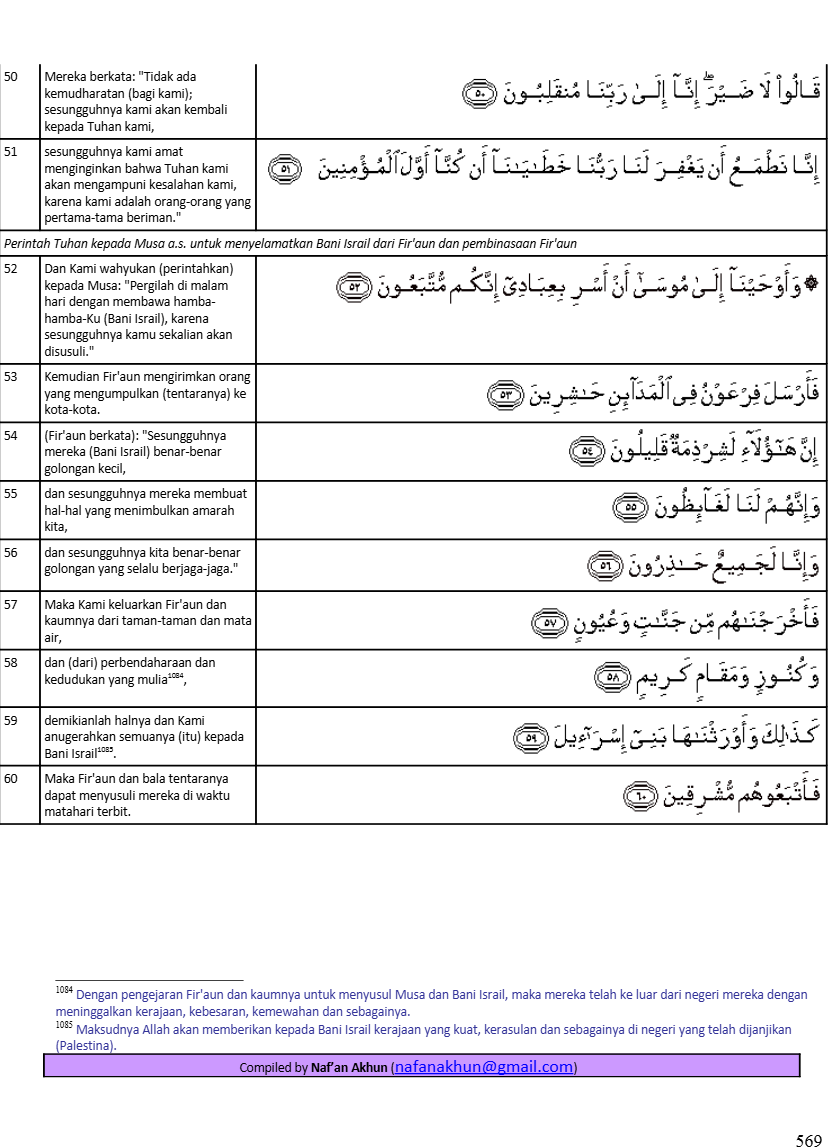 50 Mereka berkata: "Tidak ada
kemudharatan (bagi kami);
sesungguhnya kami akan kembali
kepada Tuhan kami,
قَالُوا۟ لَا ضَيْرَ ۖ إِنَّآ إِلَىٰ رَبِّنَا مُنقَلِبُونَ ٥٠
51 sesungguhnya kami amat
menginginkan bahwa Tuhan kami
akan mengampuni kesalahan kami,
karena kami adalah orang-orang yang
pertama-tama beriman."
إِنَّا نَطْمَعُ أَن يَغْفِرَ لَنَا رَبُّنَا خَطَـٰيَـٰنَآ أَن كُنَّآ أَوَّلَ ٱلْمُؤْمِنِينَ ٥١
Perintah Tuhan kepada Musa a.s. untuk menyelamatkan Bani Israil dari Fir'aun dan pembinasaan Fir'aun
52 Dan Kami wahyukan (perintahkan)
kepada Musa: "Pergilah di malam
hari dengan membawa hamba-
hamba-Ku (Bani Israil), karena
sesungguhnya kamu sekalian akan
disusuli."
۞ وَأَوْحَيْنَآ إِلَىٰ مُوسَىٰٓ أَنْ أَسْرِ بِعِبَادِىٓ إِنَّكُم مُّتَّبَعُونَ ٥٢
53 Kemudian Fir'aun mengirimkan orang
yang mengumpulkan (tentaranya) ke
kota-kota.
فَأَرْسَلَ فِرْعَوْنُ فِى ٱلْمَدَآئِنِ حَـٰشِرِينَ ٥٣
54 (Fir'aun berkata): "Sesungguhnya
mereka (Bani Israil) benar-benar
golongan kecil,
إِنَّ هَـٰٓؤُلَآءِ لَشِرْذِمَةٌ قَلِيلُونَ ٥٤
55 dan sesungguhnya mereka membuat
hal-hal yang menimbulkan amarah
kita,
وَإِنَّهُمْ لَنَا لَغَآئِظُونَ ٥٥
56 dan sesungguhnya kita benar-benar
golongan yang selalu berjaga-jaga."
وَإِنَّا لَجَمِيعٌ حَـٰذِرُونَ ٥٦
57 Maka Kami keluarkan Fir'aun dan
kaumnya dari taman-taman dan mata
air,
فَأَخْرَجْنَـٰهُم مِّن جَنَّـٰتٍ وَعُيُونٍ ٥٧
58 dan (dari) perbendaharaan dan
kedudukan yang mulia1084,
وَكُنُوزٍ وَمَقَامٍ كَرِيمٍ ٥٨
59 demikianlah halnya dan Kami
anugerahkan semuanya (itu) kepada
Bani Israil1085.
كَذَٰلِكَ وَأَوْرَثْنَـٰهَا بَنِىٓ إِسْرَٰٓءِيلَ ٥٩
60 Maka Fir'aun dan bala tentaranya
dapat menyusuli mereka di waktu
matahari terbit.
فَأَتْبَعُوهُم مُّشْرِقِينَ ٦٠
1084 Dengan pengejaran Fir'aun dan kaumnya untuk menyusul Musa dan Bani Israil, maka mereka telah ke luar dari negeri mereka dengan
meninggalkan kerajaan, kebesaran, kemewahan dan sebagainya.
1085 Maksudnya Allah akan memberikan kepada Bani Israil kerajaan yang kuat, kerasulan dan sebagainya di negeri yang telah dijanjikan
(Palestina).
Compiled by Naf'an Akhun (nafanakhun@gmail.com)
569